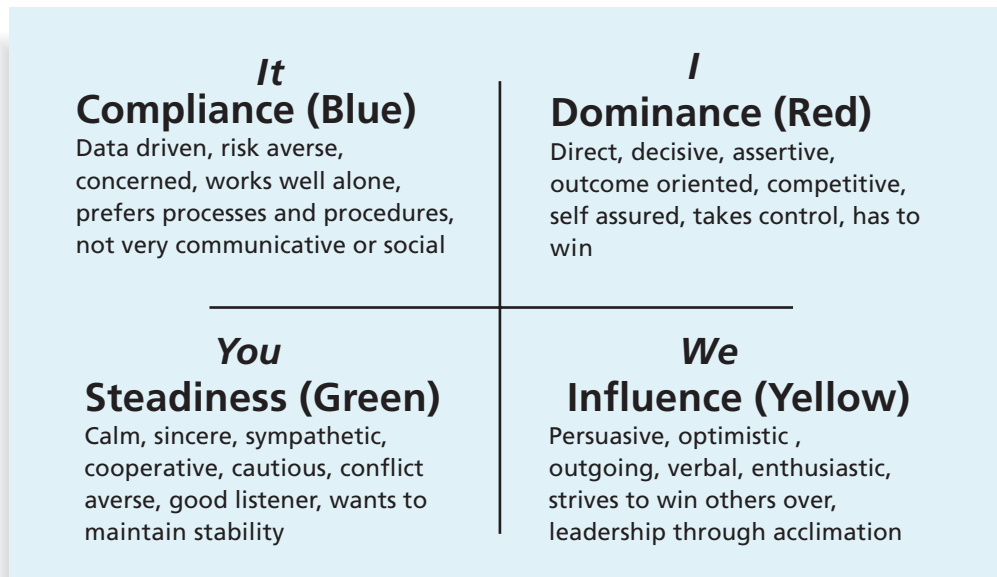 It
Compliance (Blue)
Data driven, risk averse,
concerned, works well alone,
prefers processes and procedures,
not very communicative or social
I
Dominance (Red)
Direct, decisive, assertive,
outcome oriented, competitive,
self assured, takes control, has to
win
You
Steadiness (Green)
Calm, sincere, sympathetic,
cooperative, cautious, conflict
averse, good listener, wants to
maintain stability
We
Influence (Yellow)
Persuasive, optimistic ,
outgoing, verbal, enthusiastic,
strives to win others over,
leadership through acclimation